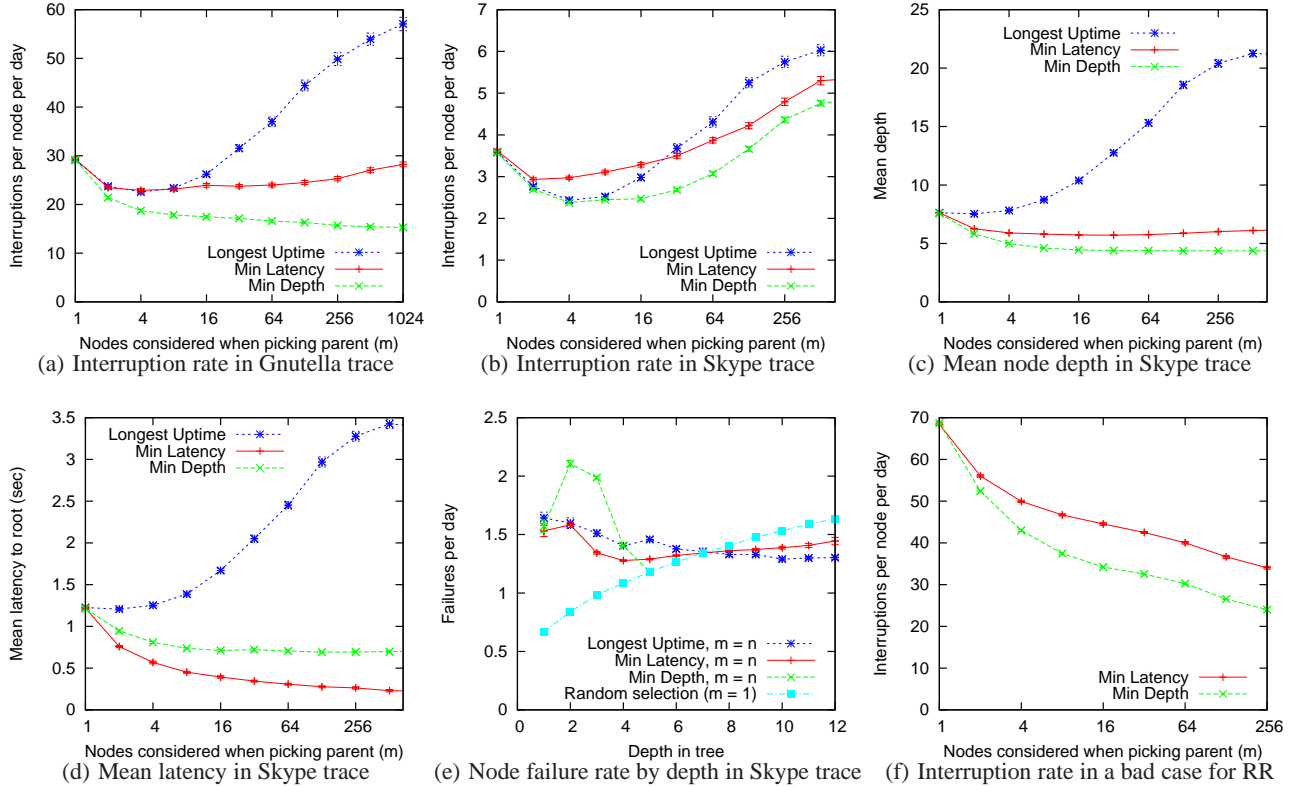 Interruptions per node per day
60
50
40
30
20
10
0
Longest Uptime
Min Latency
Min Depth
1 4 16 64 256 1024
Nodes considered when picking parent (m)
(a) Interruption rate in Gnutella trace
Interruptions per node per day
7
6
5
4
3
2
1
0
Longest Uptime
Min Latency
Min Depth
1 4 16 64 256
Nodes considered when picking parent (m)
(b) Interruption rate in Skype trace
Mean depth
25
20
15
10
5
0
Longest Uptime
Min Latency
Min Depth
1 4 16 64 256
Nodes considered when picking parent (m)
(c) Mean node depth in Skype trace
Mean latency to root (sec)
3.5
3
2.5
2
1.5
1
0.5
0
Longest Uptime
Min Latency
Min Depth
1 4 16 64 256
Nodes considered when picking parent (m)
(d) Mean latency in Skype trace
Failures per day
2.5
2
1.5
1
0.5
0
Longest Uptime, m = n
Min Latency, m = n
Min Depth, m = n
Random selection (m = 1)
0 2 4 6 8 10 12
Depth in tree
(e) Node failure rate by depth in Skype trace
Interruptions per node per day
70
60
50
40
30
20
10
0
Min Latency
Min Depth
1 4 16 64 256
Nodes considered when picking parent (m)
(f) Interruption rate in a bad case for RR